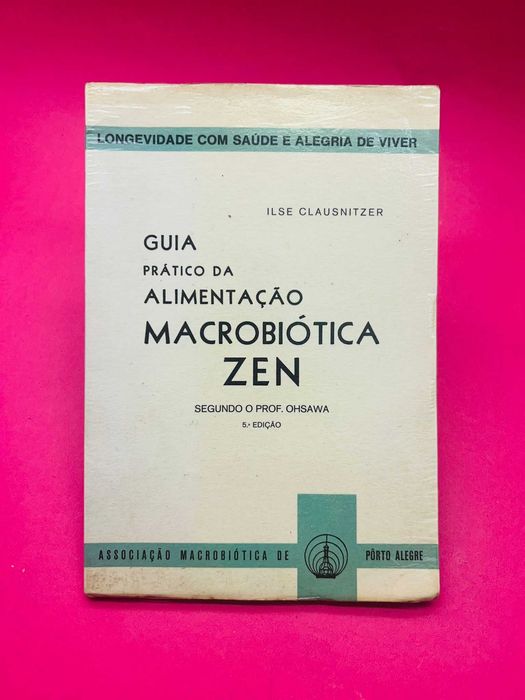 LONGEVIDADE COM SAÚDE E ALEGRIA DE VIVER
ILSE CLAUSNITZER
GUIA
PRÁTICO DA
ALIMENTAÇÃO
MACROBIÓTICA
ZEN
SEGUNDO O PROF. OHSAWA
5.ª EDIÇÃO
ASSOCIAÇÃO MACROBIÓTICA DE PÔRTO ALEGRE